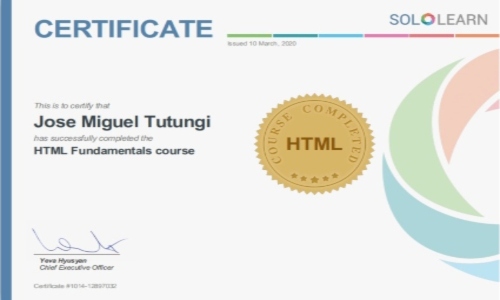 CERTIFICATE
SOLOLEARN
Issued 10 March, 2020
This is to certify that
Jose Miguel Tutungi
has successfully completed the
HTML Fundamentals course
COURSE COMPLETED
HTML
Yeva Hyusyan
Chief Executive Officer
Certificate #1014-12897032